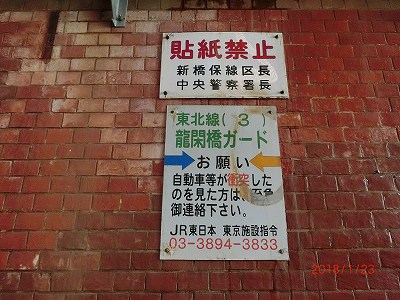 貼紙禁止
新橋保線区長
中央警察署長
東北線(3)
龍閑橋ガード
お願い
自動車等が衝突した
のを見た方は、至急
御連絡下さい。
JR東日本 東京施設指令
03-3894-3833
2018/1/23